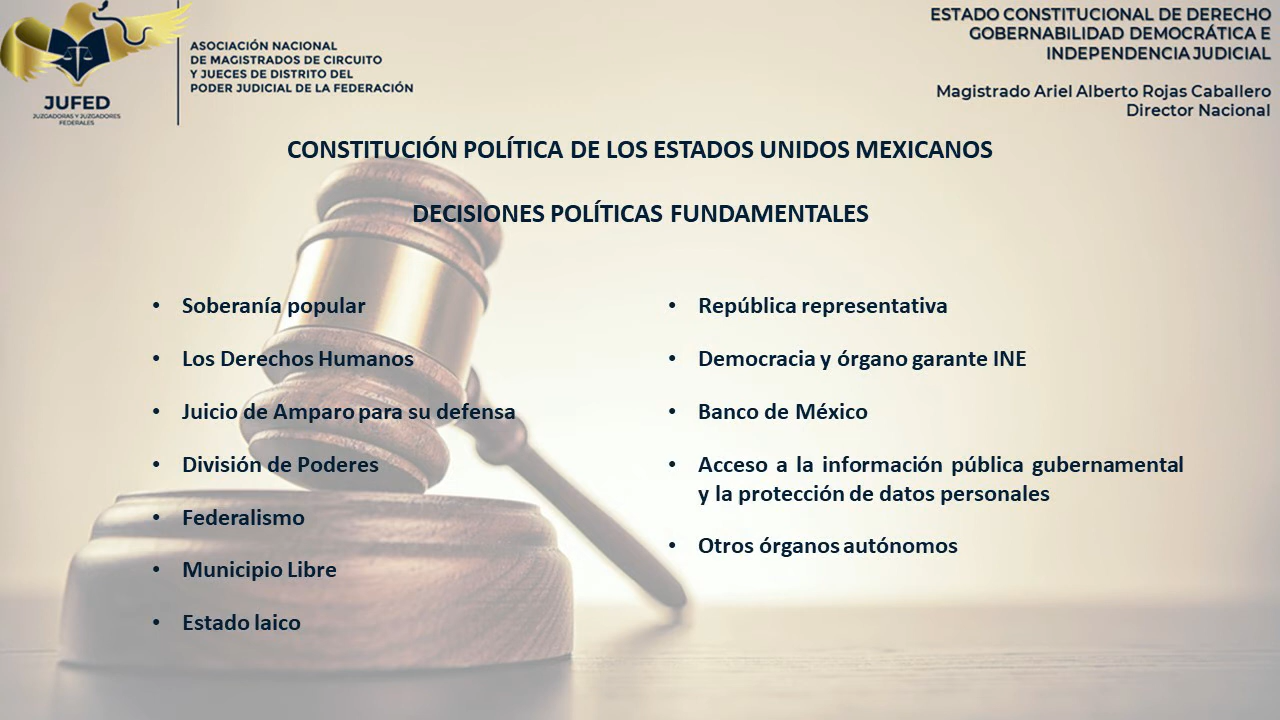 JUFED
JUZGADORAS Y JUZGADORES
FEDERALES
ASOCIACIÓN NACIONAL
DE MAGISTRADOS DE CIRCUITO
Y JUECES DE DISTRITO DEL
PODER JUDICIAL DE LA FEDERACIÓN
ESTADO CONSTITUCIONAL DE DERECHO
GOBERNABILIDAD DEMOCRÁTICA E
INDEPENDENCIA JUDICIAL
Magistrado Ariel Alberto Rojas Caballero
Director Nacional
CONSTITUCIÓN POLÍTICA DE LOS ESTADOS UNIDOS MEXICANOS
DECISIONES POLÍTICAS FUNDAMENTALES
• Soberanía popular
• Los Derechos Humanos
• Juicio de Amparo para su defensa
• División de Poderes
• Federalismo
• Municipio Libre
• Estado laico
• República representativa
• Democracia y órgano garante INE
• Banco de México
• Acceso a la información pública gubernamental
y la protección de datos personales
• Otros órganos autónomos